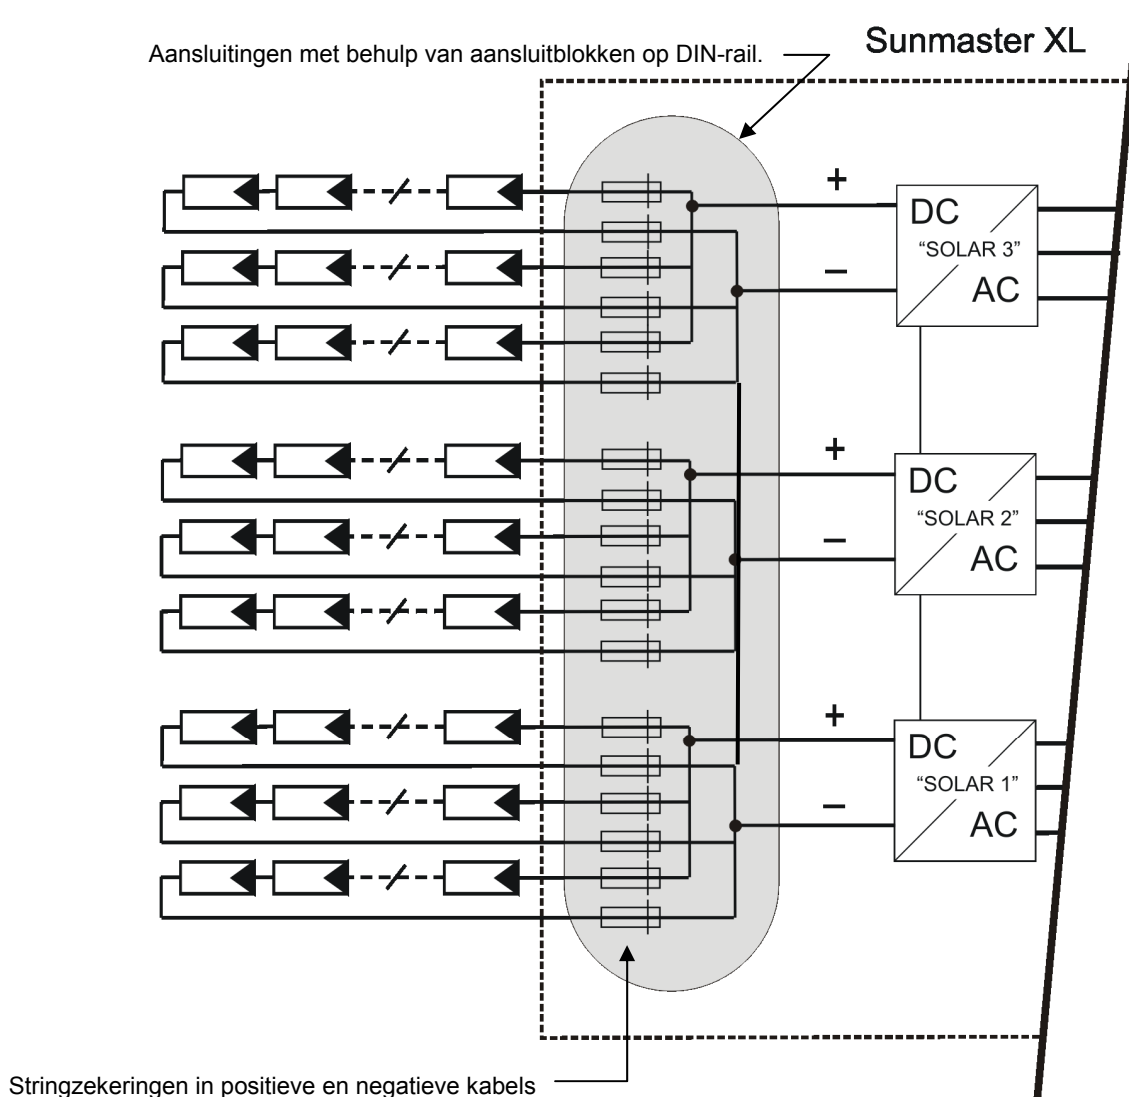 Sunmaster XL
Aansluitingen met behulp van aansluitblokken op DIN-rail.
+
DC
“SOLAR 3”
–
AC
+
DC
“SOLAR 2”
–
AC
+
DC
“SOLAR 1”
–
AC
Stringzekeringen in positieve en negatieve kabels